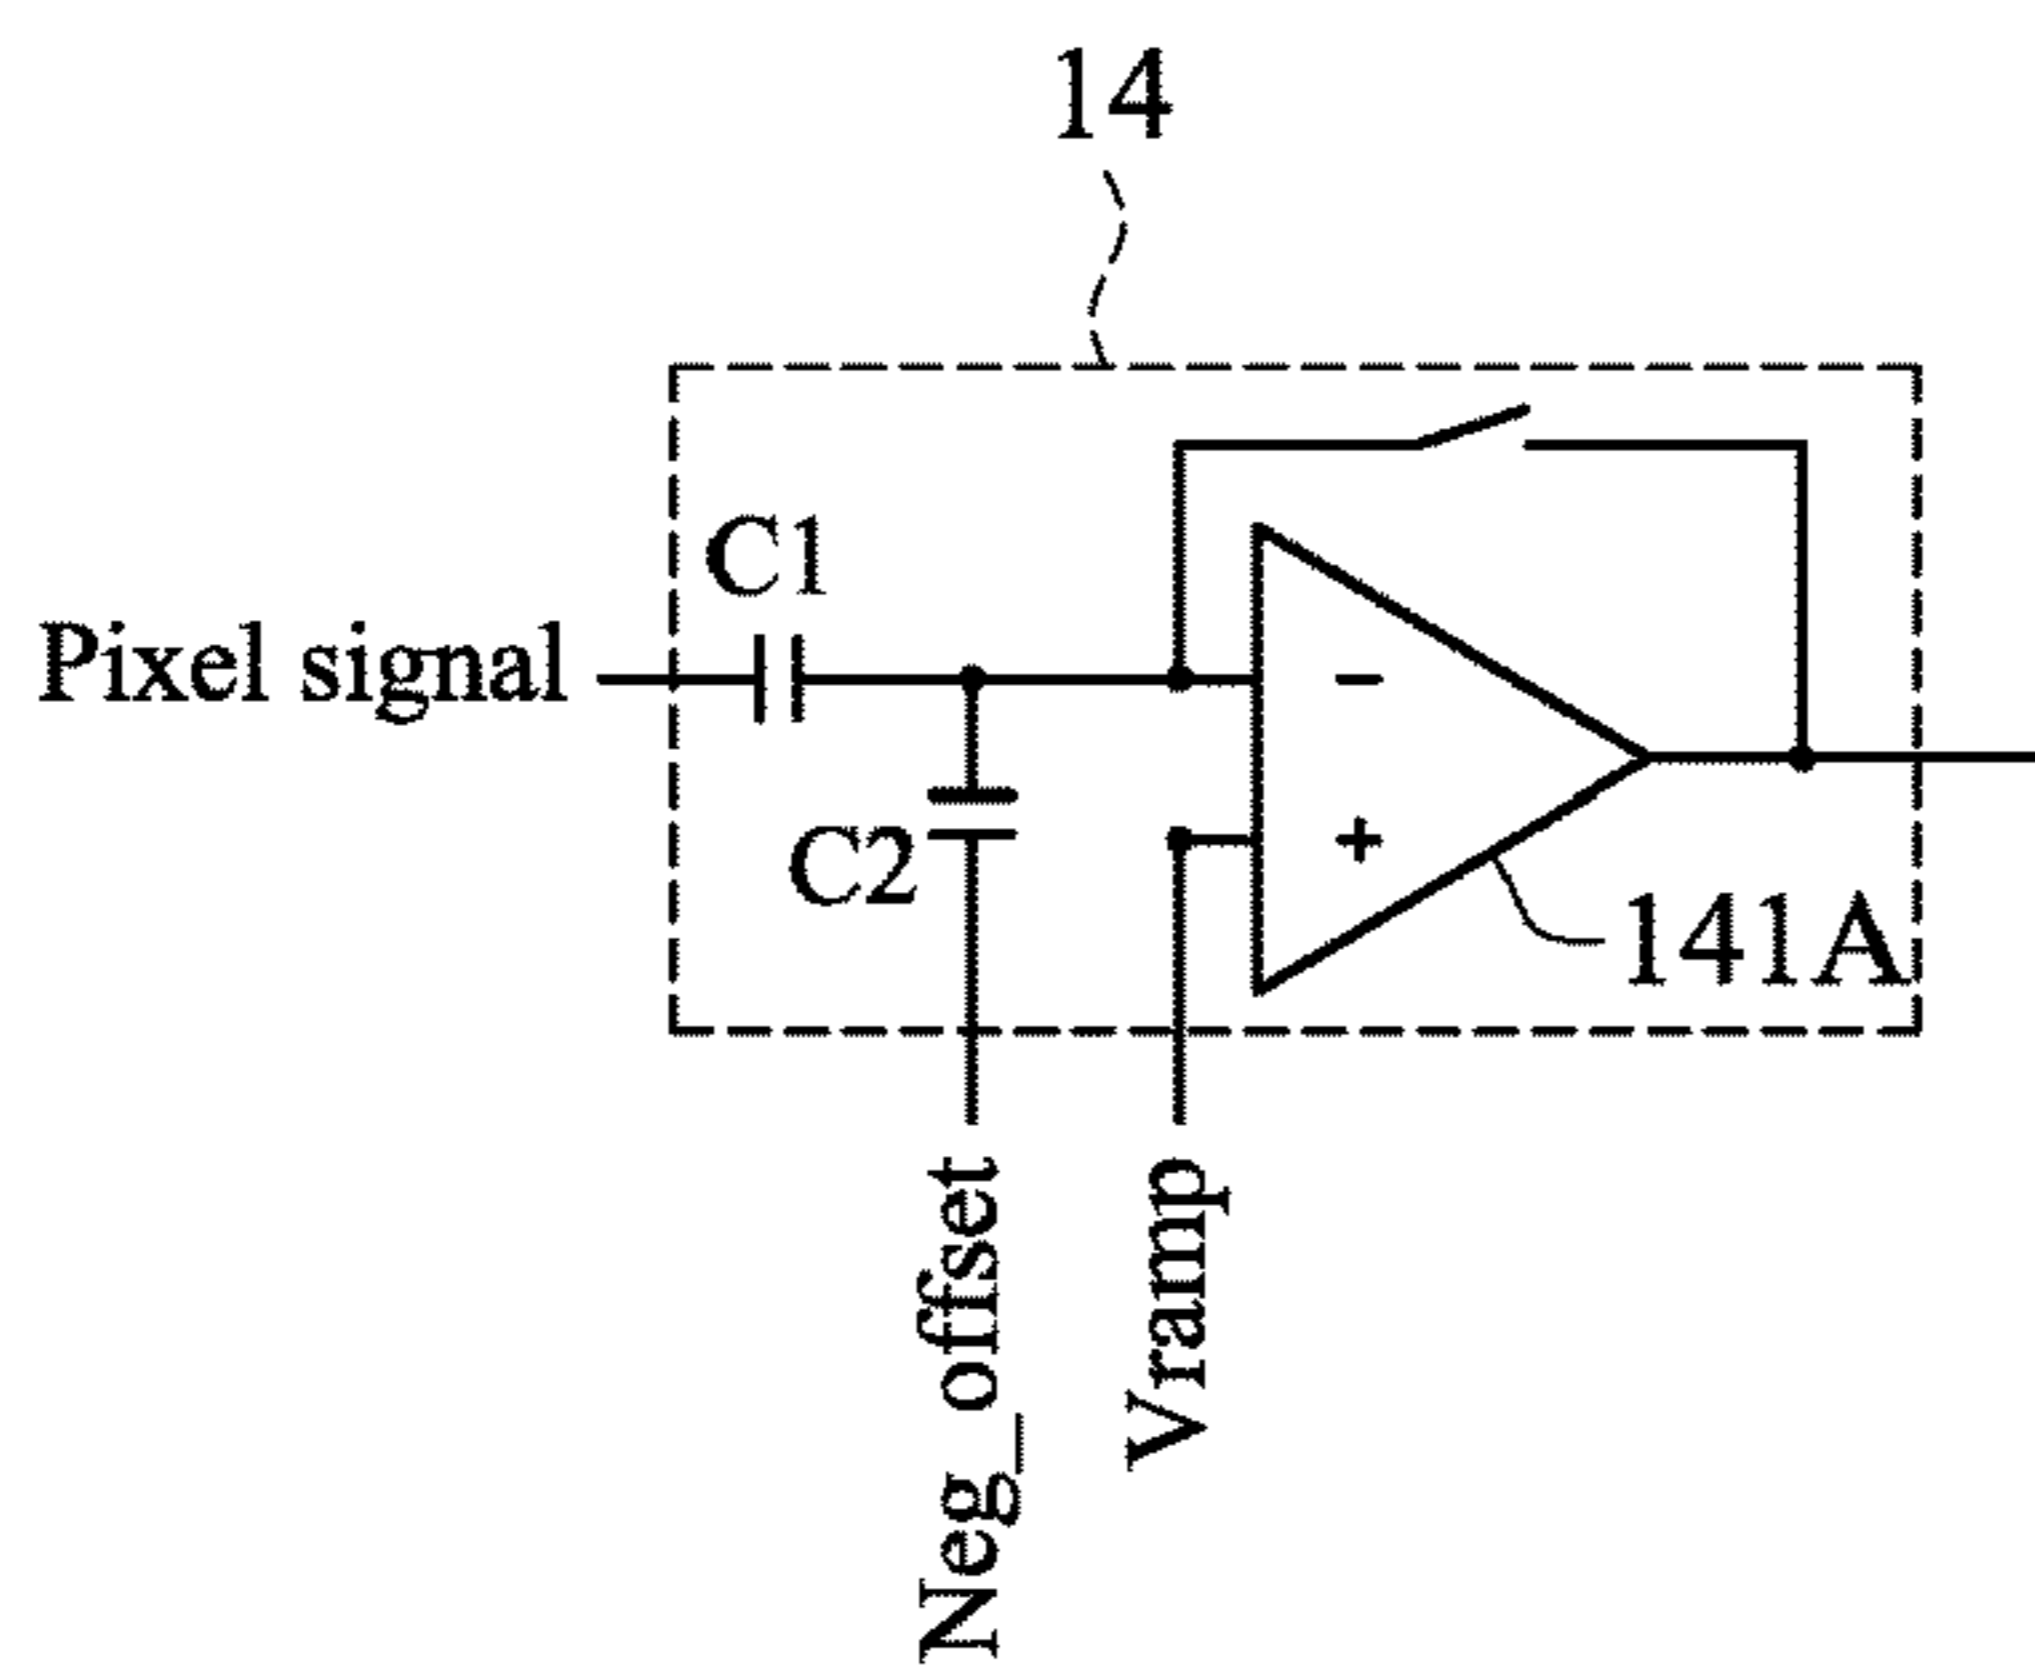 14
C1
Pixel signal
−
C2
+
141A
Neg_offset
Vramp